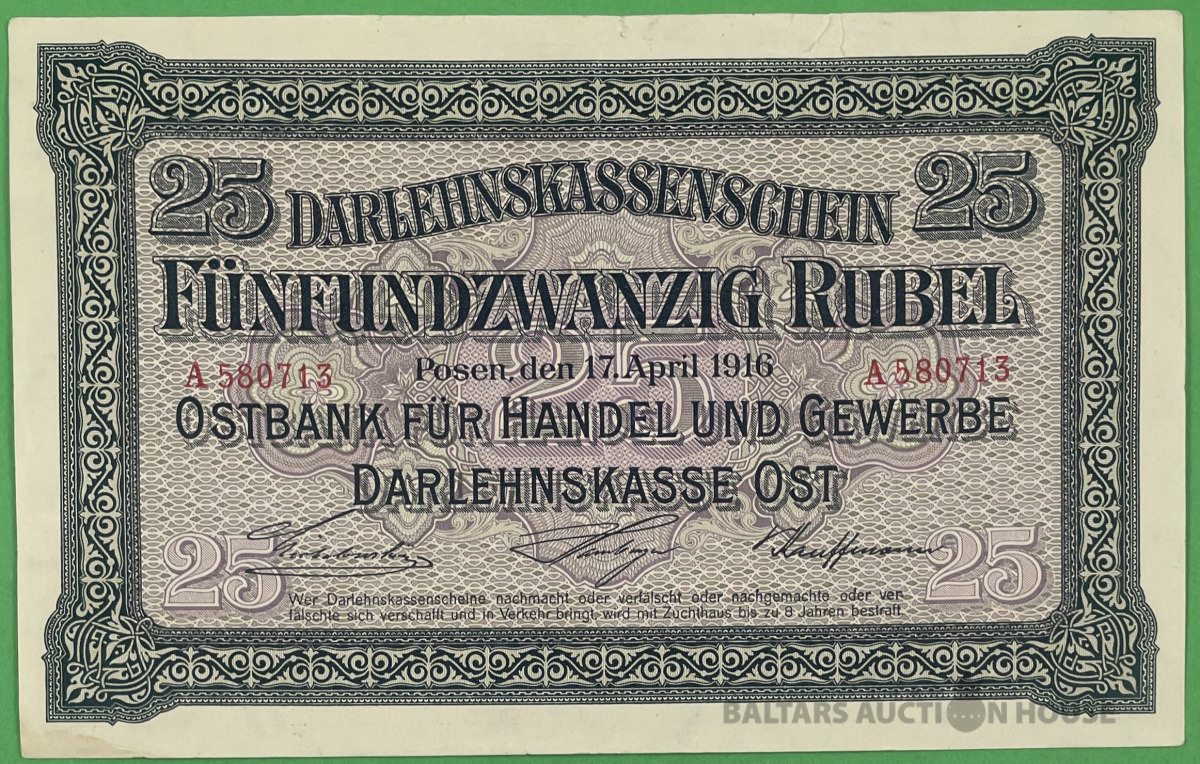 25 DARLEHNSKASSENSCHEIN 25
FÜNFUNDZWANZIG RUBEL
Posen, den 17. April 1916
A 580713 A 580713
25
OSTBANK FÜR HANDEL UND GEWERBE
DARLEHNSKASSE OST
Kauffmann
25 25
Wer Darlehnskassenscheine nachmacht oder verfälscht oder nachgemachte oder ver
fälschte sich verschafft und in Verkehr bringt, wird mit Zuchthaus bis zu 8 Jahren bestraft.
BALTARS AUCTION HOUSE